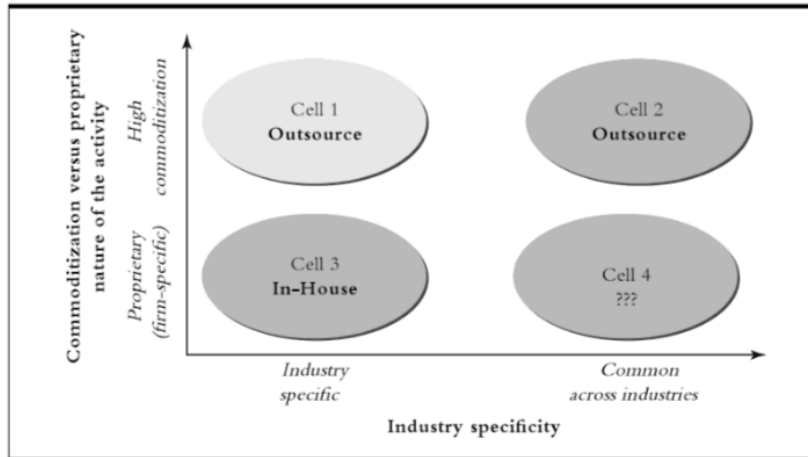 Commoditization versus proprietary
nature of the activity
High
commoditization
Proprietary
(firm-specific)
Cell 1
Outsource
Cell 2
Outsource
Cell 3
In-House
Cell 4
???
Industry
specific
Common
across industries
Industry specificity